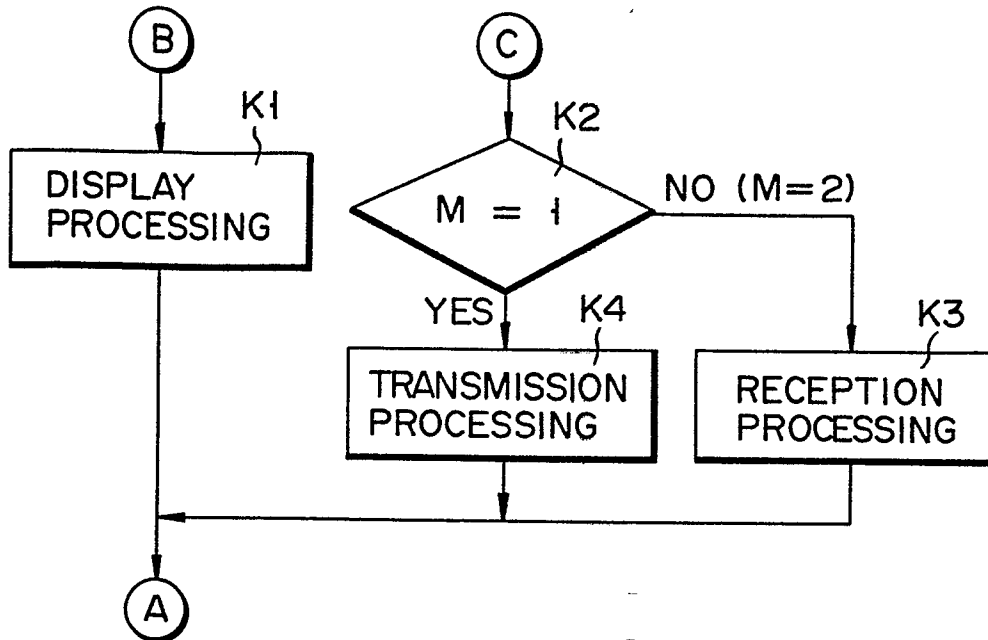 B
C
K1
K2
DISPLAY
PROCESSING
M = 1
NO (M=2)
YES
K4
K3
TRANSMISSION
PROCESSING
RECEPTION
PROCESSING
A